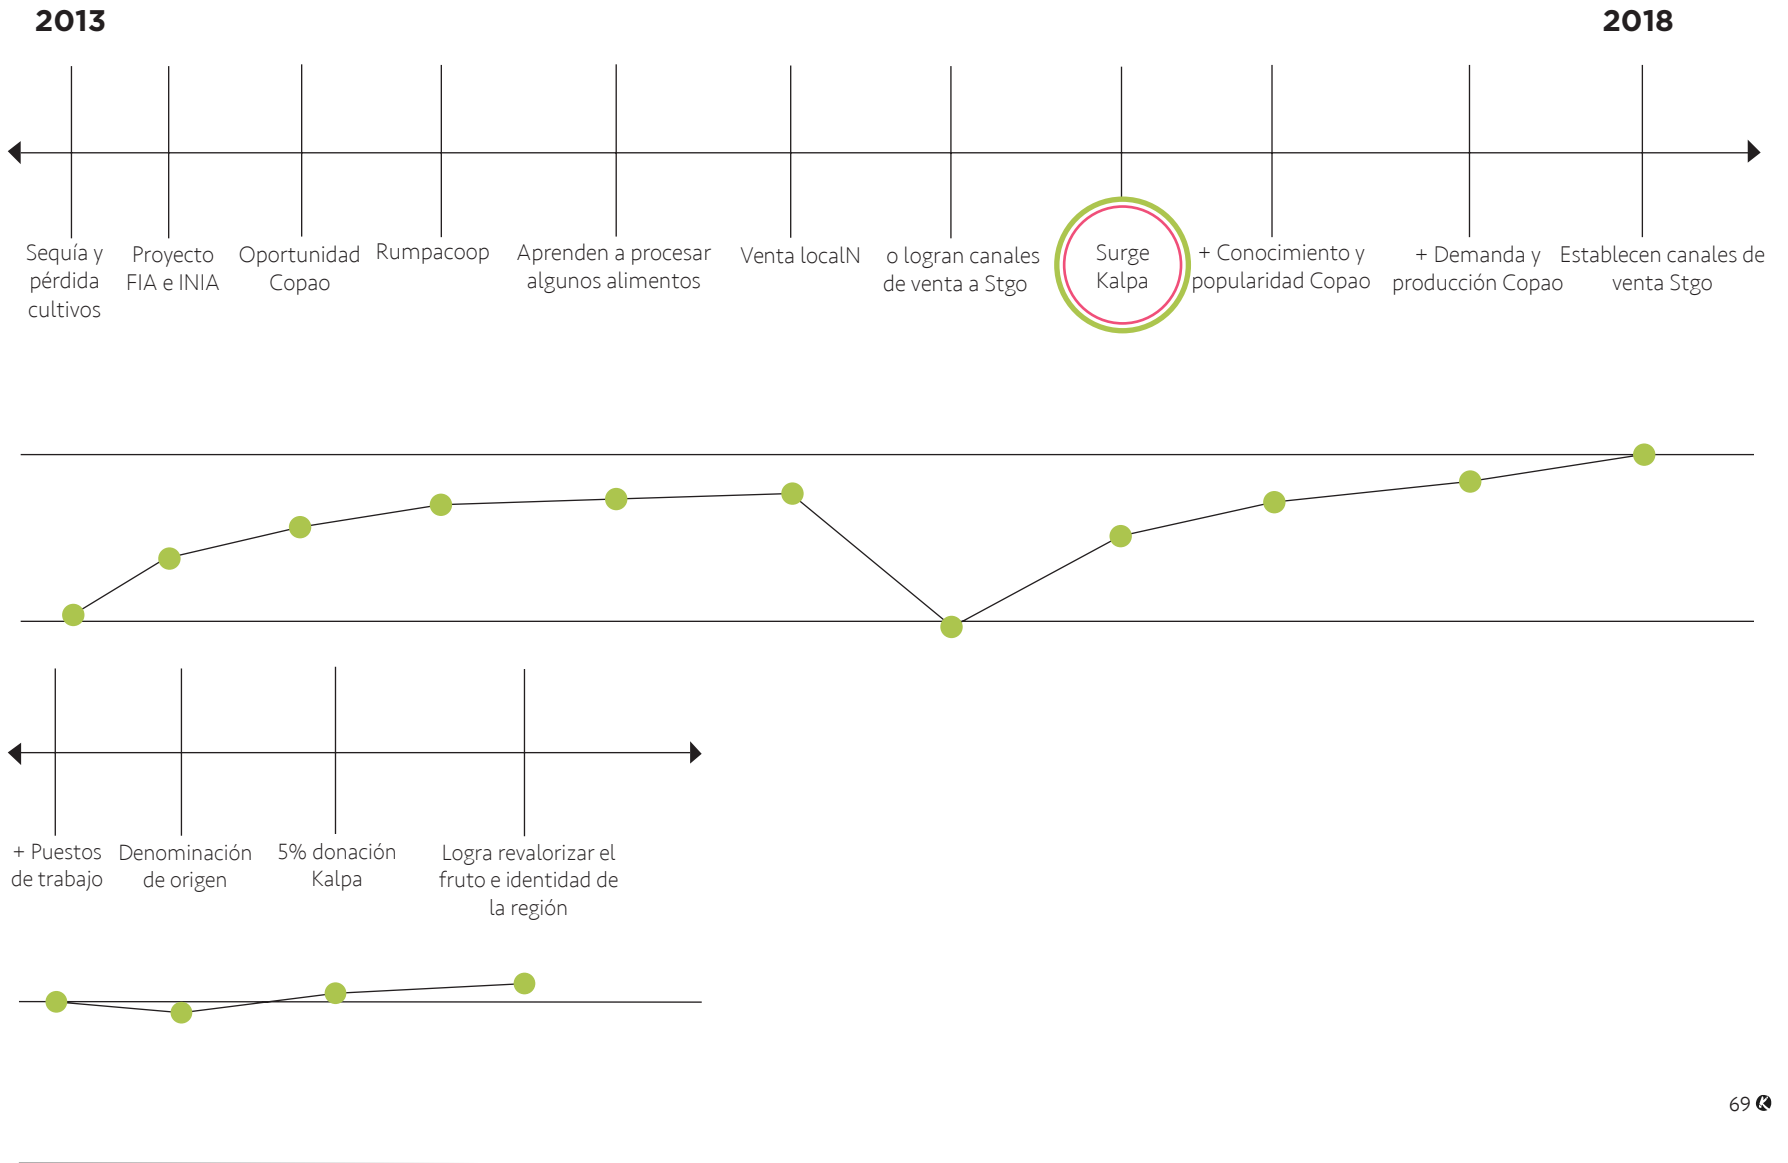 2013
2018
Sequía y
pérdida
cultivos
Proyecto
FIA e INIA
Oportunidad
Copao
Rumpacoop
Aprenden a procesar
algunos alimentos
Venta localN
o logran canales
de venta a Stgo
Surge
Kalpa
+ Conocimiento y
popularidad Copao
+ Demanda y
producción Copao
Establecen canales de
venta Stgo
+ Puestos
de trabajo
Denominación
de origen
5% donación
Kalpa
Logra revalorizar el
fruto e identidad de
la región
69 K